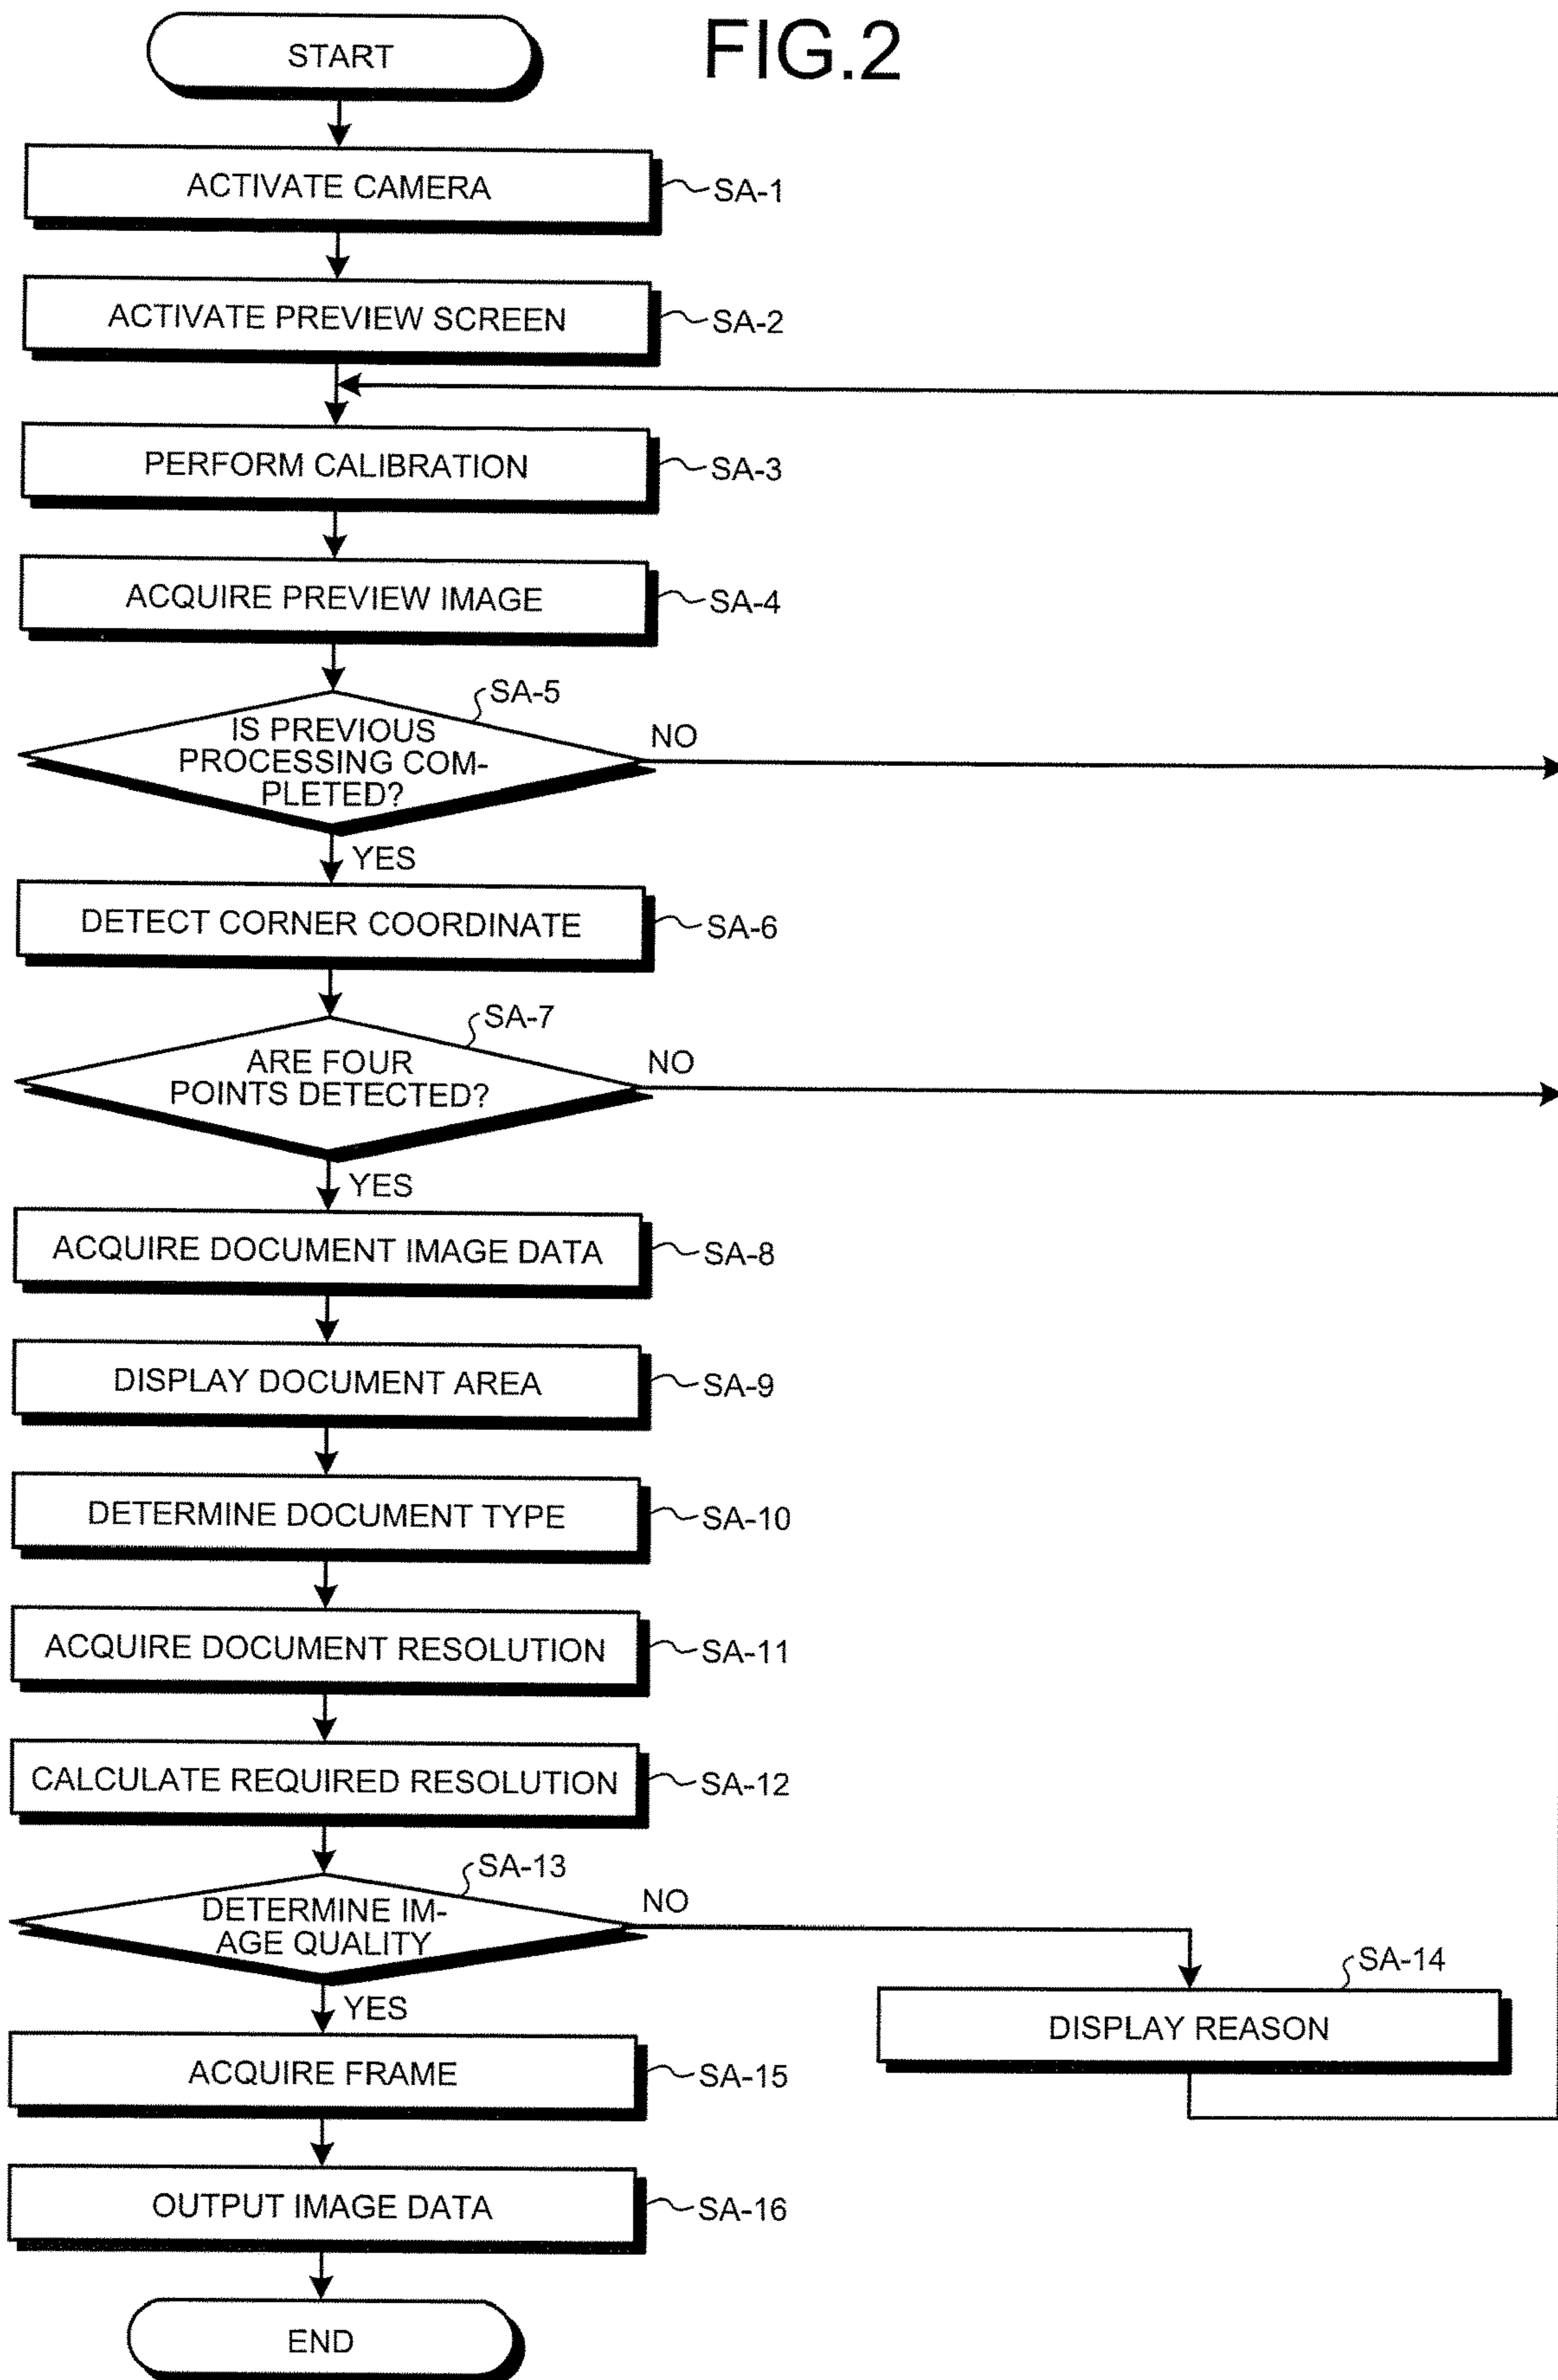 FIG.2
START
ACTIVATE CAMERA
SA-1
ACTIVATE PREVIEW SCREEN
SA-2
PERFORM CALIBRATION
SA-3
ACQUIRE PREVIEW IMAGE
SA-4
SA-5
IS PREVIOUS
PROCESSING COM-
PLETED?
NO
YES
DETECT CORNER COORDINATE
SA-6
SA-7
ARE FOUR
POINTS DETECTED?
NO
YES
ACQUIRE DOCUMENT IMAGE DATA
SA-8
DISPLAY DOCUMENT AREA
SA-9
DETERMINE DOCUMENT TYPE
SA-10
ACQUIRE DOCUMENT RESOLUTION
SA-11
CALCULATE REQUIRED RESOLUTION
SA-12
SA-13
DETERMINE IM-
AGE QUALITY
NO
YES
SA-14
DISPLAY REASON
ACQUIRE FRAME
SA-15
OUTPUT IMAGE DATA
SA-16
END